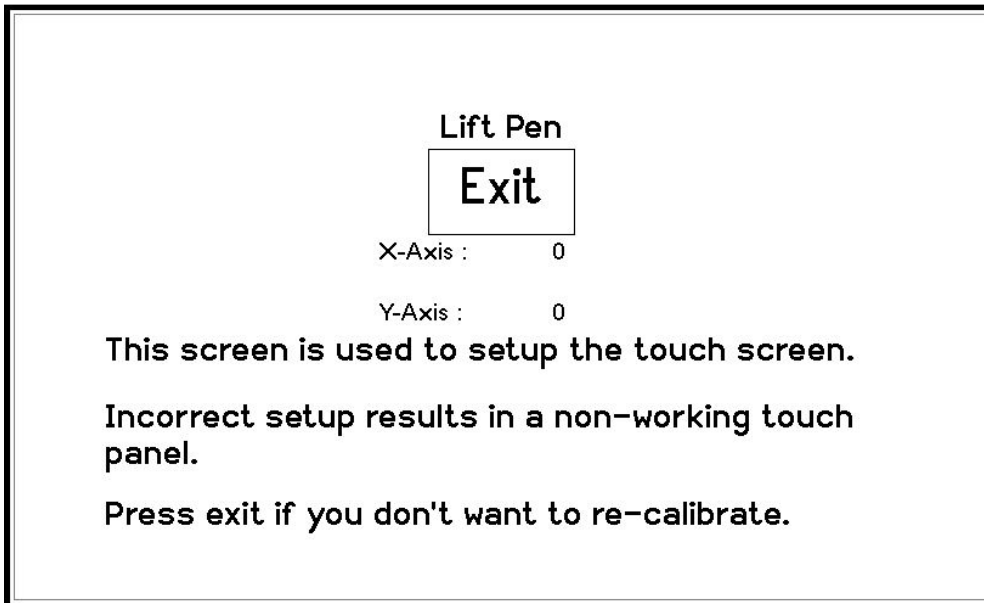 Lift Pen
Exit
X-Axis : 0
Y-Axis : 0
This screen is used to setup the touch screen.
Incorrect setup results in a non-working touch
panel.
Press exit if you don't want to re-calibrate.